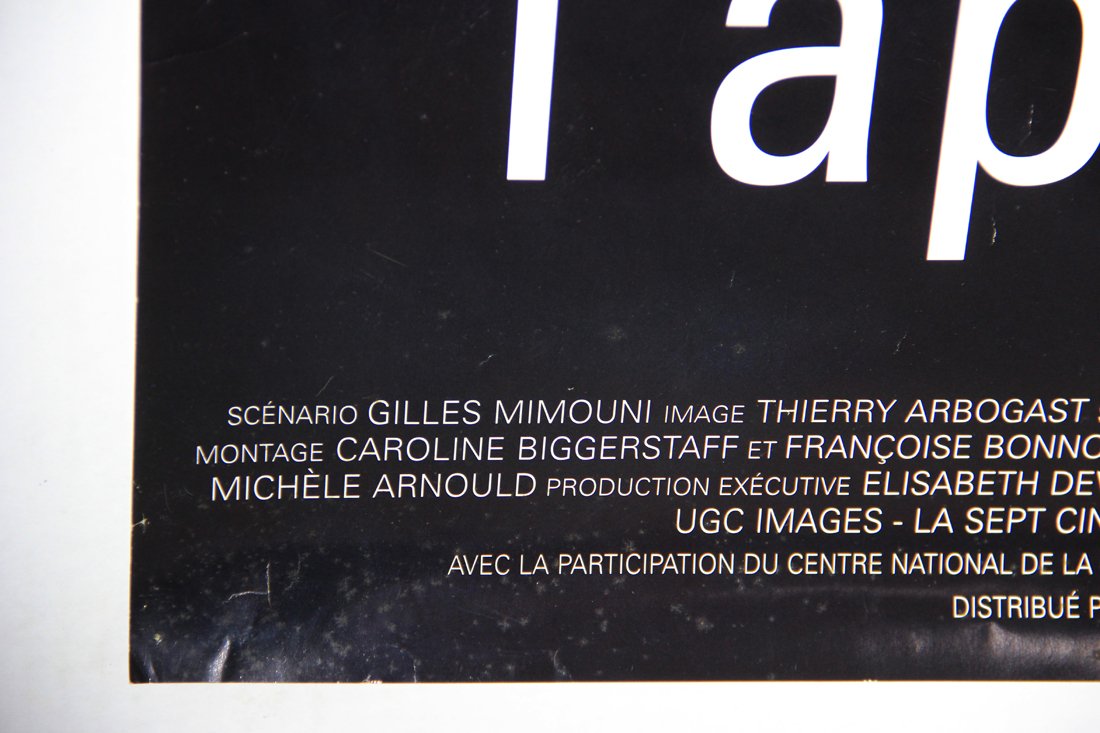 l'ap
SCÉNARIO GILLES MIMOUNI IMAGE THIERRY ARBOGAST
MONTAGE CAROLINE BIGGERSTAFF ET FRANÇOISE BONNO
MICHÈLE ARNOULD PRODUCTION EXÉCUTIVE ELISABETH DEV
UGC IMAGES - LA SEPT CIN
AVEC LA PARTICIPATION DU CENTRE NATIONAL DE LA
DISTRIBUÉ P